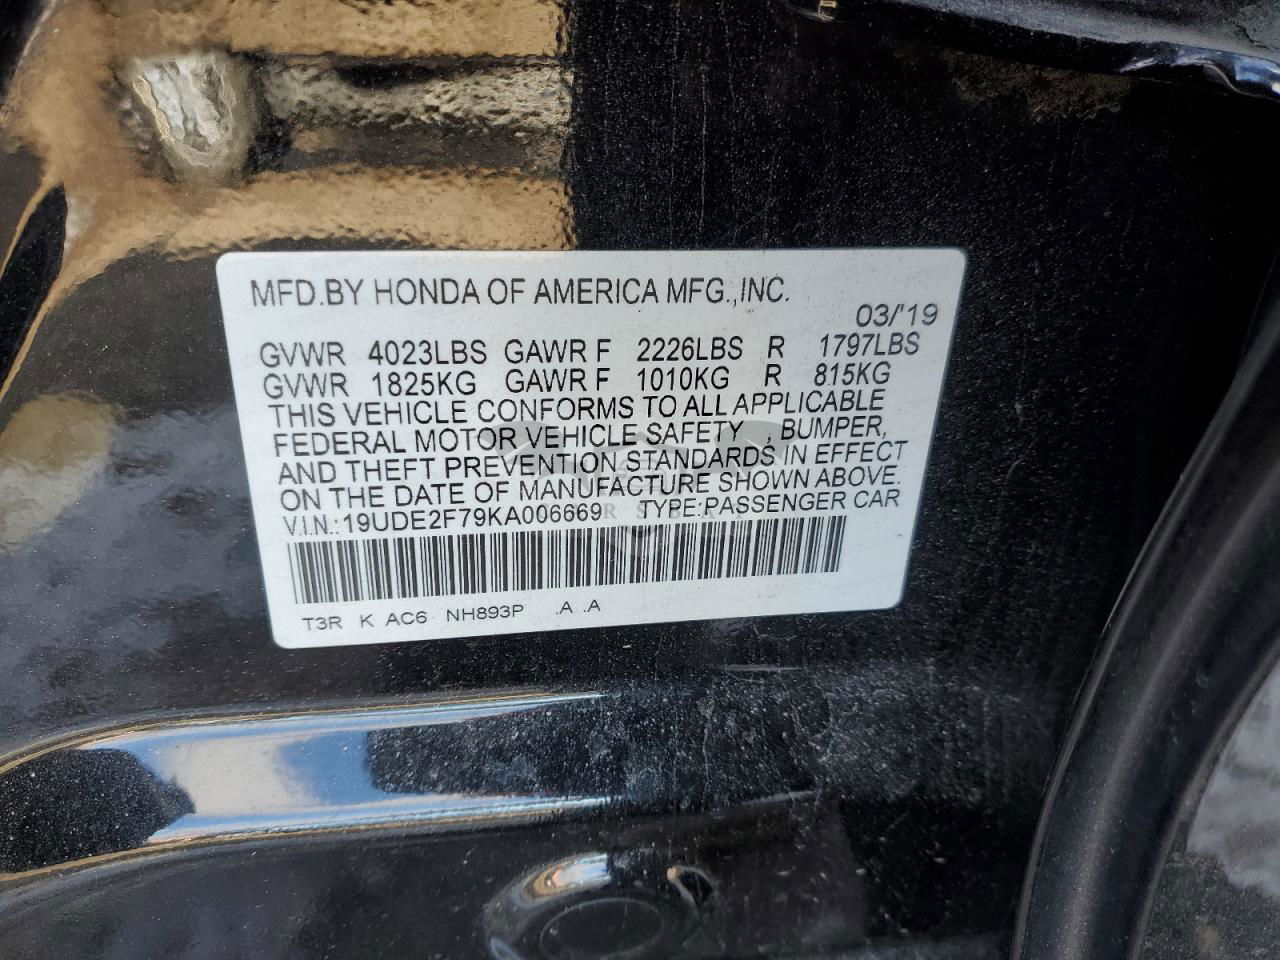 MFD.BY HONDA OF AMERICA MFG.,INC.
03/'19
GVWR 4023LBS GAWR F 2226LBS R 1797LBS
GVWR 1825KG GAWR F 1010KG R 815KG
THIS VEHICLE CONFORMS TO ALL APPLICABLE
FEDERAL MOTOR VEHICLE SAFETY , BUMPER,
AND THEFT PREVENTION STANDARDS IN EFFECT
ON THE DATE OF MANUFACTURE SHOWN ABOVE.
V.I.N.:19UDE2F79KA006669 TYPE:PASSENGER CAR
T3R K AC6 NH893P .A .A